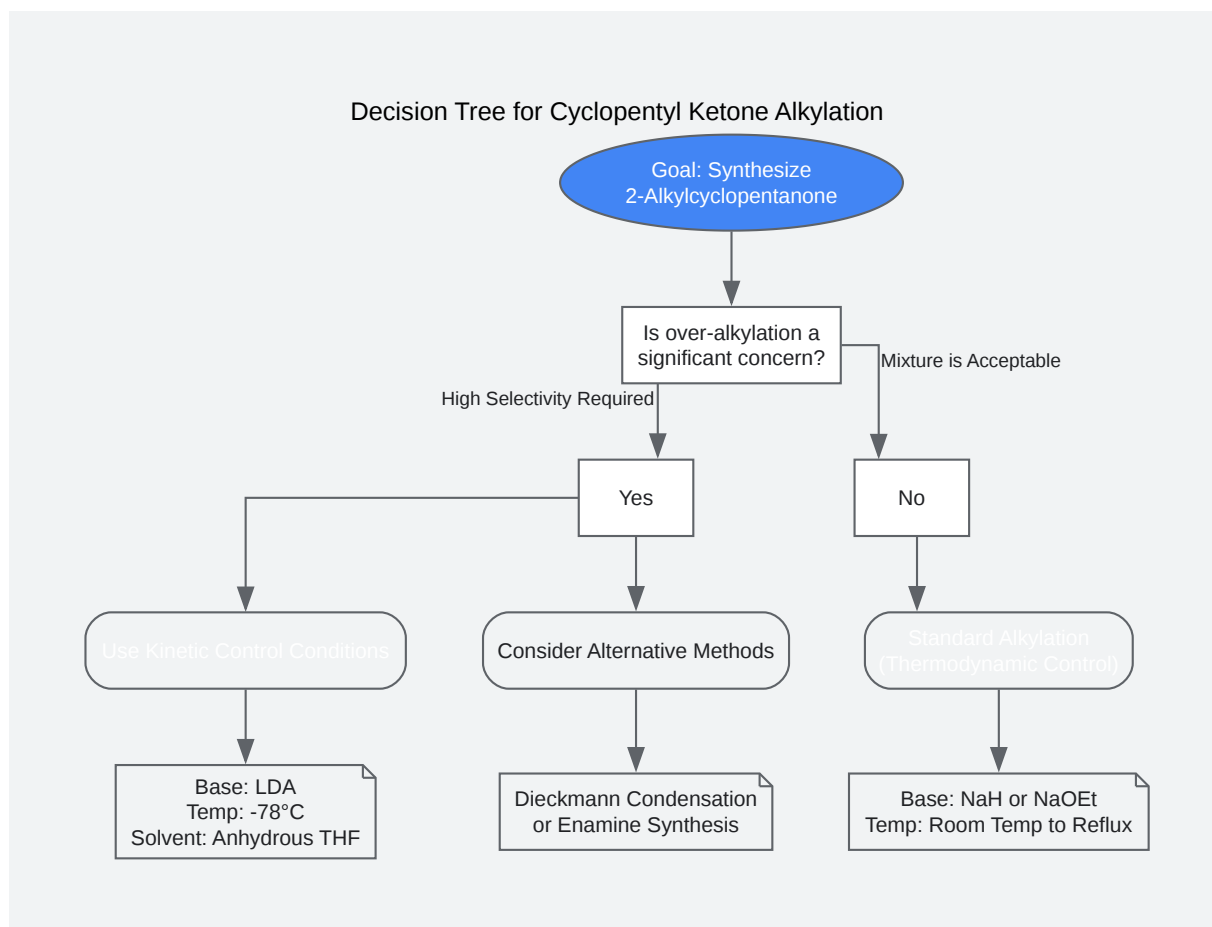 Decision Tree for Cyclopentyl Ketone Alkylation
Goal: Synthesize
2-Alkylcyclopentanone
Is over-alkylation a
significant concern?
Mixture is Acceptable
High Selectivity Required
Yes
No
Use Kinetic Control Conditions
Consider Alternative Methods
Standard Alkylation
(Thermodynamic Control)
Base: LDA
Temp: -78°C
Solvent: Anhydrous THF
Dieckmann Condensation
or Enamine Synthesis
Base: NaH or NaOEt
Temp: Room Temp to Reflux